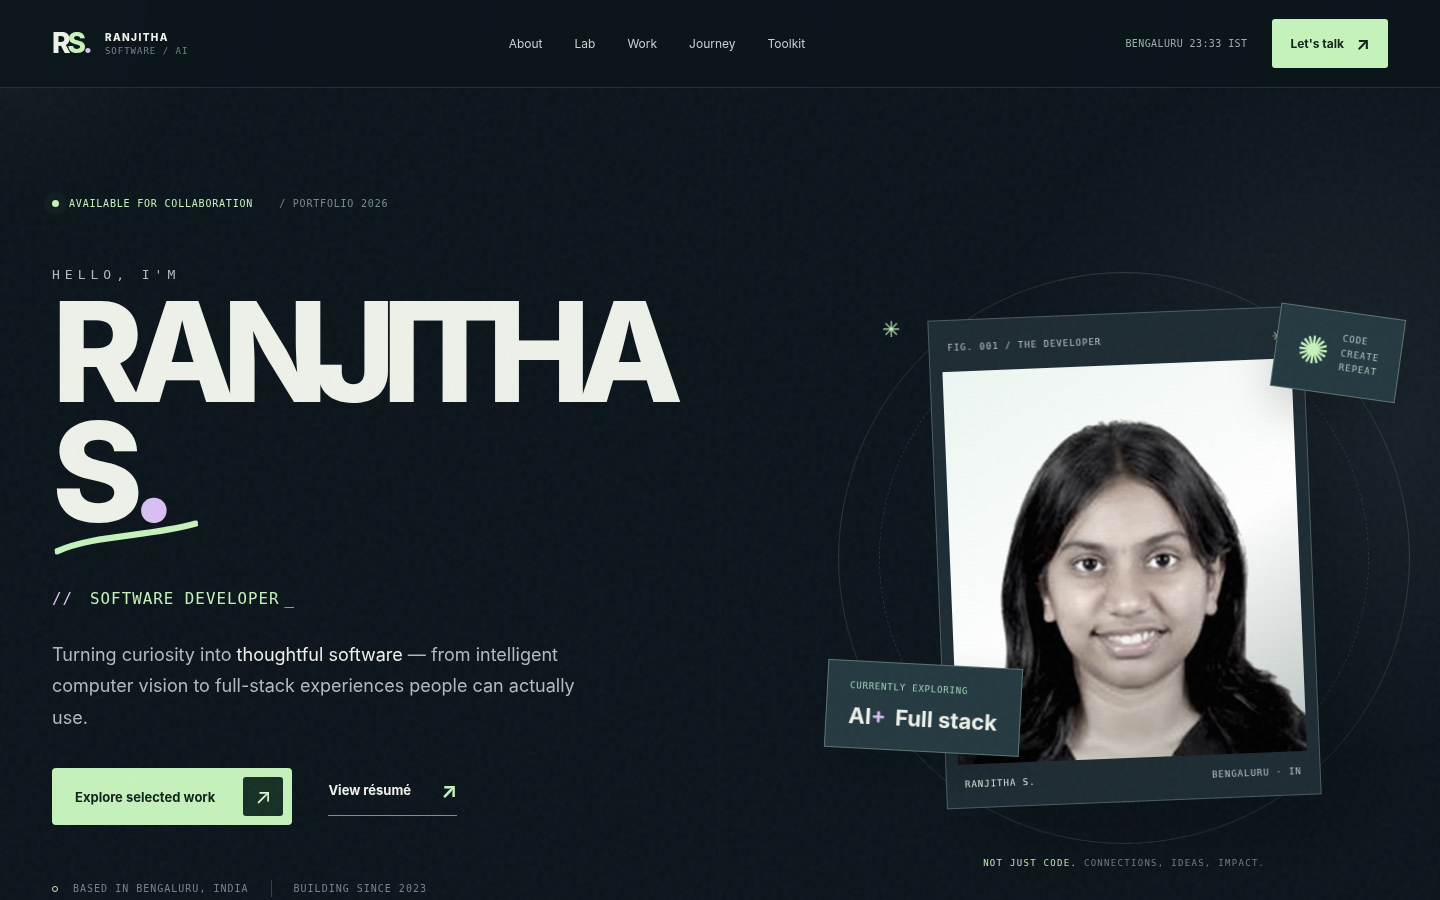 RS.
RANJITHA
SOFTWARE / AI
About
Lab
Work
Journey
Toolkit
BENGALURU 23:33 IST
Let's talk
AVAILABLE FOR COLLABORATION
/ PORTFOLIO 2026
HELLO, I'M
RANJITHA
S.
// SOFTWARE DEVELOPER_
Turning curiosity into thoughtful software — from intelligent
computer vision to full-stack experiences people can actually
use.
Explore selected work
View résumé
BASED IN BENGALURU, INDIA
BUILDING SINCE 2023
FIG. 001 / THE DEVELOPER
CODE
CREATE
REPEAT
CURRENTLY EXPLORING
AI+ Full stack
RANJITHA S.
BENGALURU · IN
NOT JUST CODE. CONNECTIONS, IDEAS, IMPACT.